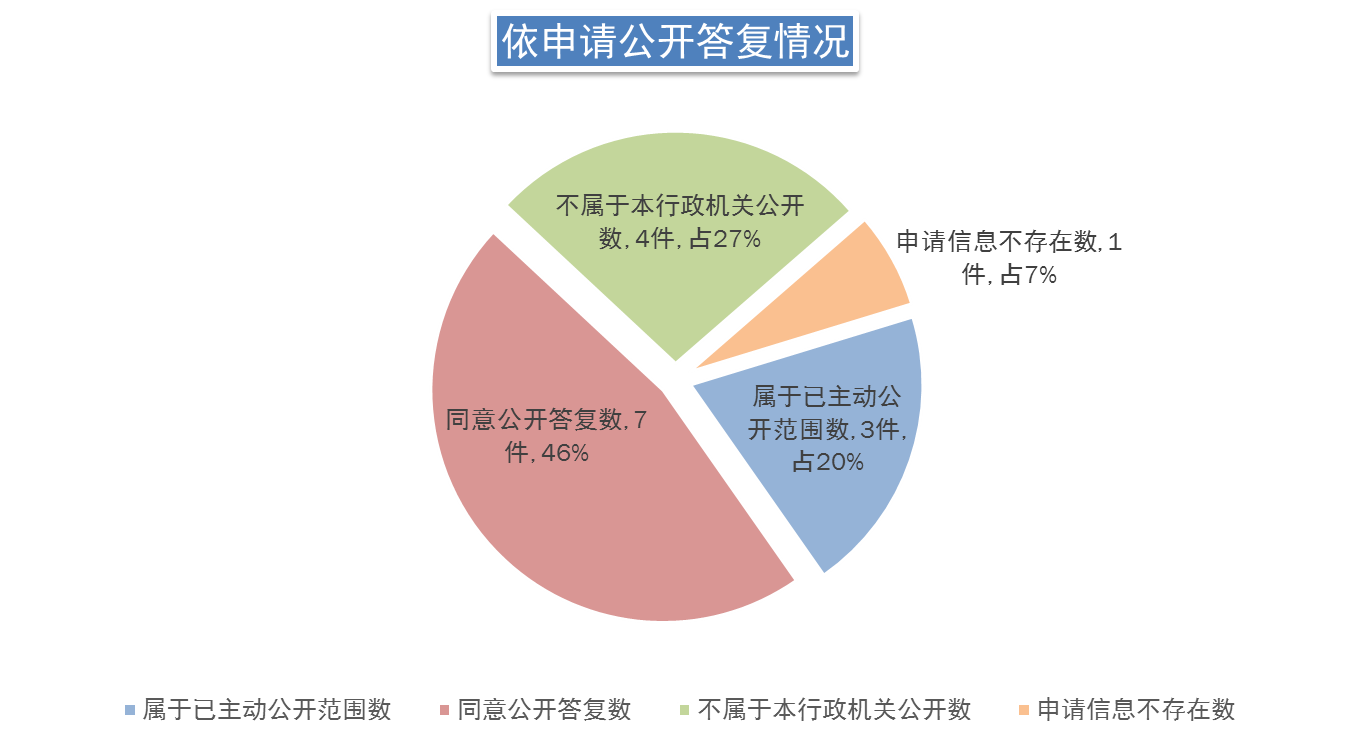 依申请公开答复情况
不属于本行政机关公开
数, 4件, 占27%
申请信息不存在数, 1
件, 占7%
属于已主动公
开范围数, 3件,
占20%
同意公开答复数, 7
件, 46%
属于已主动公开范围数
同意公开答复数
不属于本行政机关公开数
申请信息不存在数